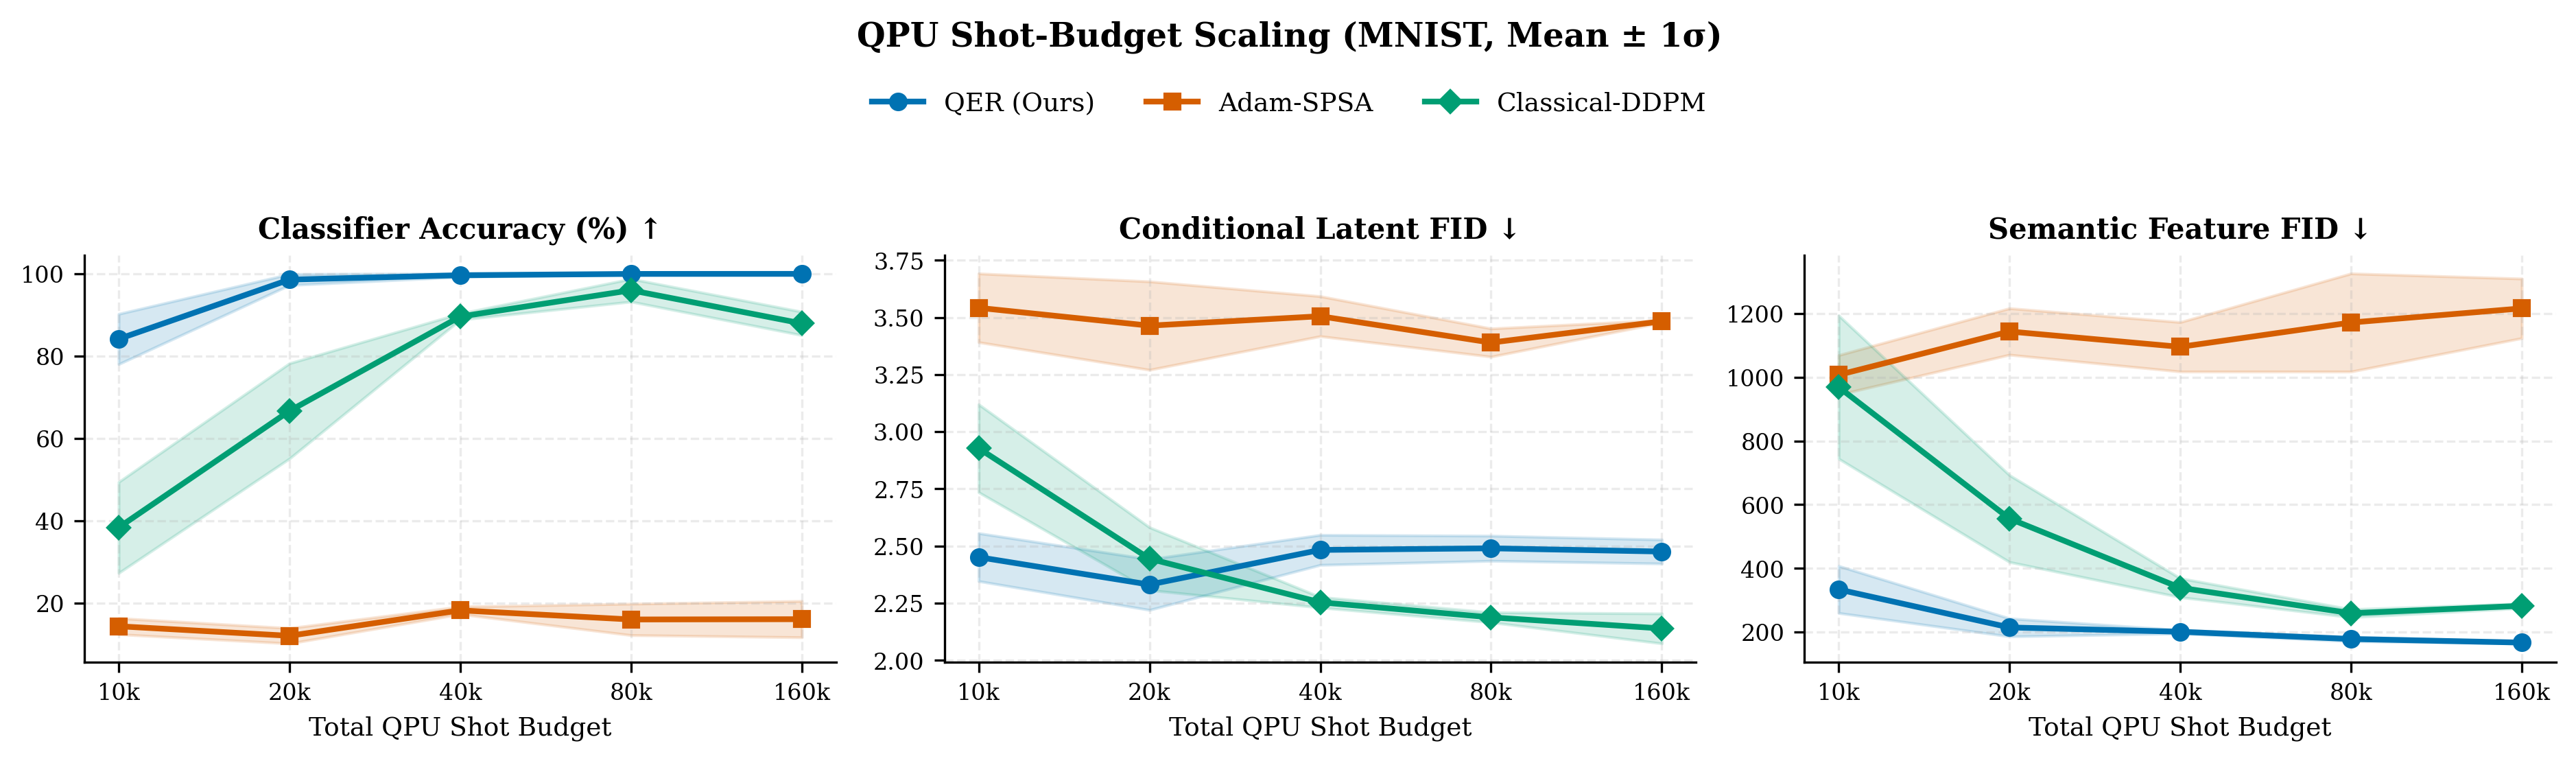 QPU Shot-Budget Scaling (MNIST, Mean ± 1σ)
QER (Ours) Adam-SPSA Classical-DDPM
Classifier Accuracy (%) ↑
100
80
60
40
20
10k 20k 40k 80k 160k
Total QPU Shot Budget
Conditional Latent FID ↓
3.75
3.50
3.25
3.00
2.75
2.50
2.25
2.00
10k 20k 40k 80k 160k
Total QPU Shot Budget
Semantic Feature FID ↓
1200
1000
800
600
400
200
10k 20k 40k 80k 160k
Total QPU Shot Budget